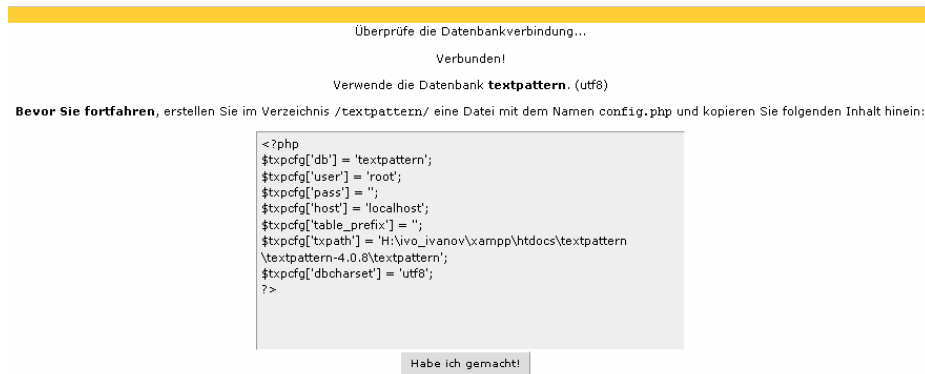 Überprüfe die Datenbankverbindung...
Verbunden!
Verwende die Datenbank textpattern. (utf8)
Bevor Sie fortfahren, erstellen Sie im Verzeichnis /textpattern/ eine Datei mit dem Namen config.php und kopieren Sie folgenden Inhalt hinein:
<?php
$txpcfg['db'] = 'textpattern';
$txpcfg['user'] = 'root';
$txpcfg['pass'] = '';
$txpcfg['host'] = 'localhost';
$txpcfg['table_prefix'] = '';
$txpcfg['txpath'] = 'H:\ivo_ivanov\xampp\htdocs\textpattern
\textpattern-4.0.8\textpattern';
$txpcfg['dbcharset'] = 'utf8';
?>
Habe ich gemacht!